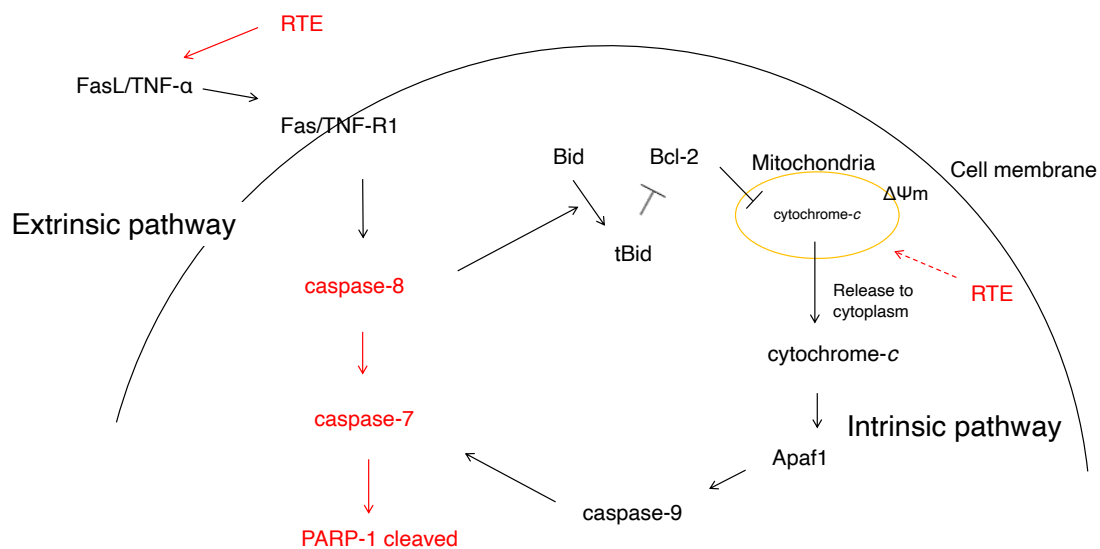 RTE
FasL/TNF-α
Fas/TNF-R1
Bid
Bcl-2
Mitochondria
Cell membrane
ΔΨm
cytochrome-c
Extrinsic pathway
tBid
caspase-8
RTE
Release to
cytoplasm
cytochrome-c
caspase-7
Intrinsic pathway
Apaf1
caspase-9
PARP-1 cleaved